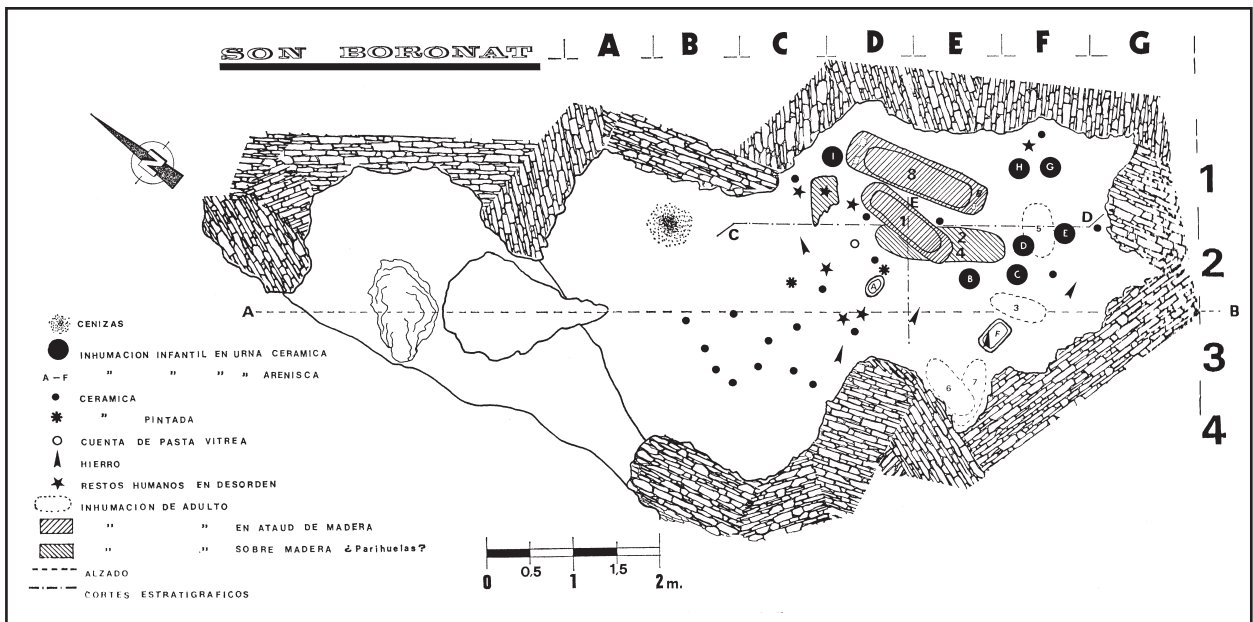 SON BORONAT
A B C D E F G
1
2
3
4
N
I
H G
8
9
E
1
5
D
C
D
E
2
4
B
C
A
3
A
B
F
6
7
CENIZAS
INHUMACION INFANTIL EN URNA CERAMICA
A – F " " " " ARENISCA
CERAMICA
" PINTADA
CUENTA DE PASTA VITREA
HIERRO
RESTOS HUMANOS EN DESORDEN
INHUMACION DE ADULTO
" " EN ATAUD DE MADERA
" " SOBRE MADERA ¿Parihuelas?
ALZADO
CORTES ESTRATIGRAFICOS
0 0,5 1 1,5 2 m.